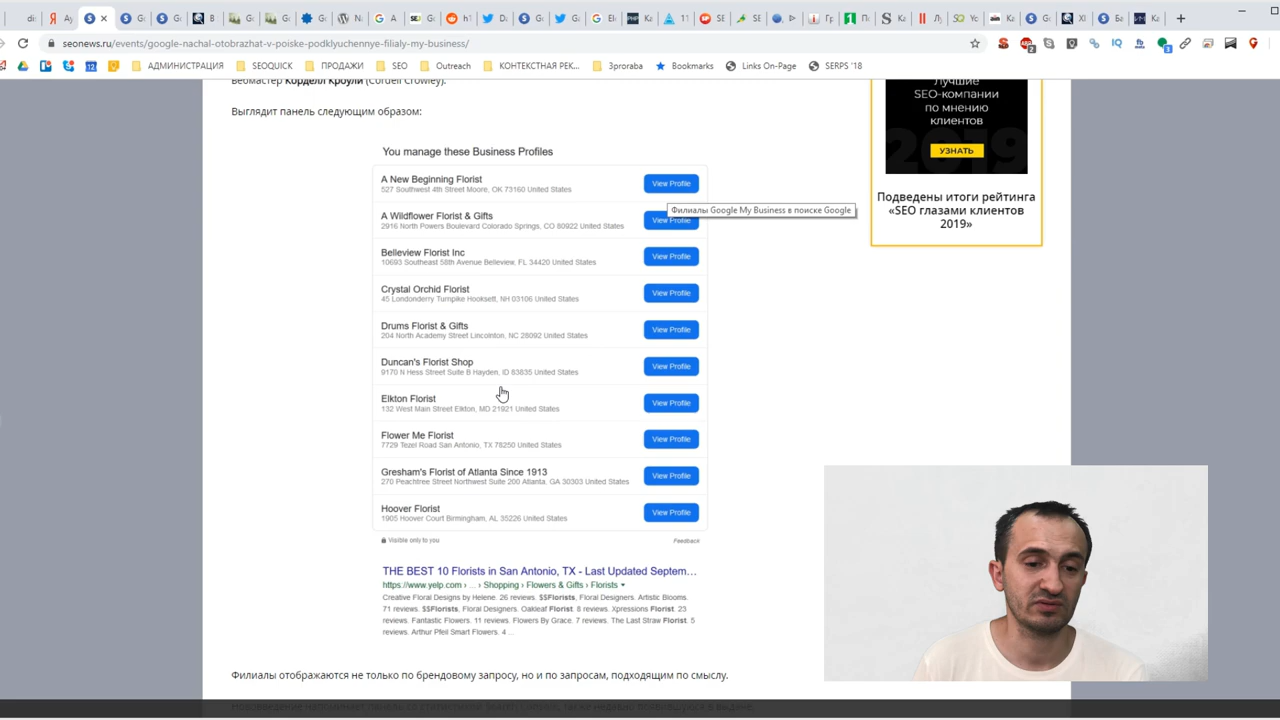 seonews.ru/events/google-nachal-otobrazhat-v-poiske-podklyuchennye-filialy-my-business/
АДМИНИСТРАЦИЯ
SEOQUICK
ПРОДАЖИ
SEO
Outreach
КОНТЕКСТНАЯ РЕК...
3proraba
Bookmarks
Links On-Page
SERPS '18
вебмастер Корделл Кроули (Cordell Crowley).
Выглядит панель следующим образом:
You manage these Business Profiles
A New Beginning Florist
527 Southwest 4th Street Moore, OK 73160 United States
View Profile
Филиалы Google My Business в поиске Google
A Wildflower Florist & Gifts
2916 North Powers Boulevard Colorado Springs, CO 80922 United States
View Profile
Belleview Florist Inc
10693 Southeast 58th Avenue Belleview, FL 34420 United States
View Profile
Crystal Orchid Florist
45 Londonderry Turnpike Hooksett, NH 03106 United States
View Profile
Drums Florist & Gifts
204 North Academy Street Lincolnton, NC 28092 United States
View Profile
Duncan's Florist Shop
9170 N Hess Street Suite B Hayden, ID 83835 United States
View Profile
Elkton Florist
132 West Main Street Elkton, MD 21921 United States
View Profile
Flower Me Florist
7729 Tezel Road San Antonio, TX 78250 United States
View Profile
Gresham's Florist of Atlanta Since 1913
270 Peachtree Street Northwest Suite 200 Atlanta, GA 30303 United States
View Profile
Hoover Florist
1905 Hoover Court Birmingham, AL 35226 United States
View Profile
Visible only to you
Feedback
THE BEST 10 Florists in San Antonio, TX - Last Updated Septem...
https://www.yelp.com › ... › Shopping › Flowers & Gifts › Florists
Creative Floral Designs by Helene. 26 reviews. $$Florists, Floral Designers. Artistic Blooms.
71 reviews. $$Florists, Floral Designers. Oakleaf Florist. 8 reviews. Xpressions Florist. 23
reviews. Fantastic Flowers. 11 reviews. Flowers By Grace. 7 reviews. The Last Straw Florist. 5
reviews. Arthur Pfeil Smart Flowers. 4 ...
Филиалы отображаются не только по брендовому запросу, но и по запросам, подходящим по смыслу.
Лучшие
SEO-компании
по мнению
клиентов
2019
УЗНАТЬ
Подведены итоги рейтинга
«SEO глазами клиентов
2019»